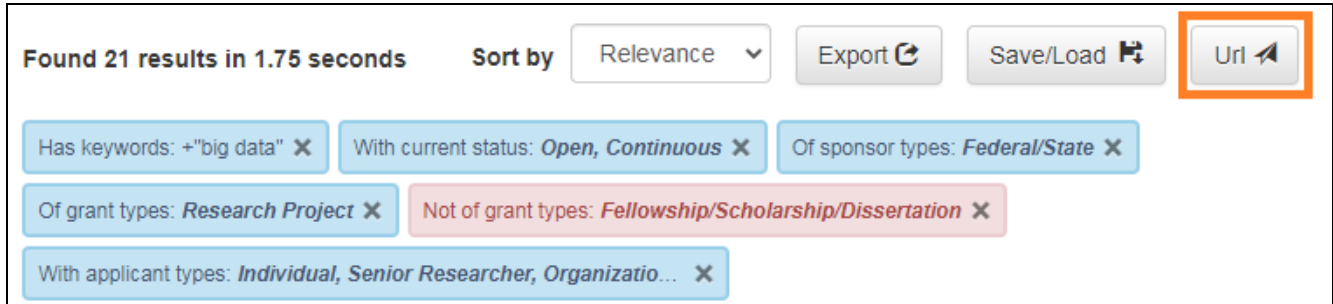 Found 21 results in 1.75 seconds Sort by Relevance Export Save/Load Url
Has keywords: +"big data" With current status: Open, Continuous Of sponsor types: Federal/State
Of grant types: Research Project Not of grant types: Fellowship/Scholarship/Dissertation
With applicant types: Individual, Senior Researcher, Organizatio...